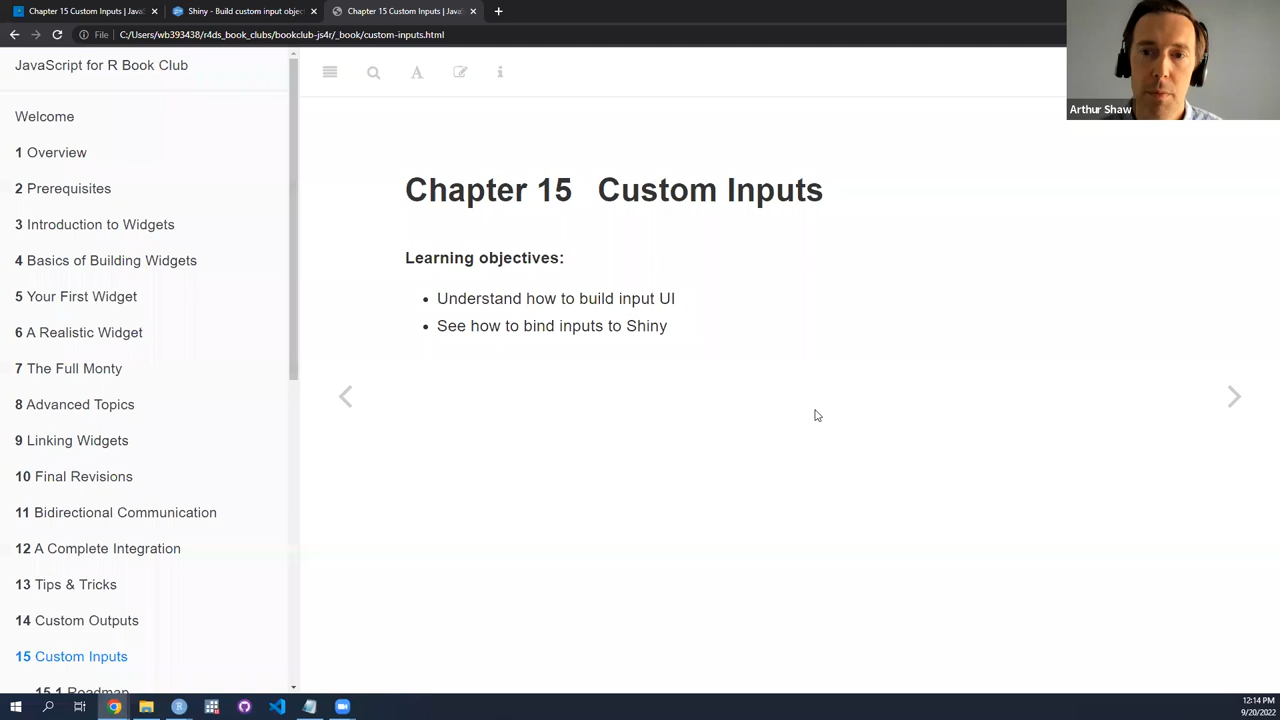 Chapter 15 Custom Inputs | Java
Shiny - Build custom input objec
Chapter 15 Custom Inputs | Java
File
C:/Users/wb393438/r4ds_book_clubs/bookclub-js4r/_book/custom-inputs.html
Arthur Shaw
JavaScript for R Book Club
Welcome
1 Overview
2 Prerequisites
3 Introduction to Widgets
4 Basics of Building Widgets
5 Your First Widget
6 A Realistic Widget
7 The Full Monty
8 Advanced Topics
9 Linking Widgets
10 Final Revisions
11 Bidirectional Communication
12 A Complete Integration
13 Tips & Tricks
14 Custom Outputs
15 Custom Inputs
15.1 Roadmap
Chapter 15 Custom Inputs
Learning objectives:
• Understand how to build input UI
• See how to bind inputs to Shiny
12:14 PM
9/20/2022